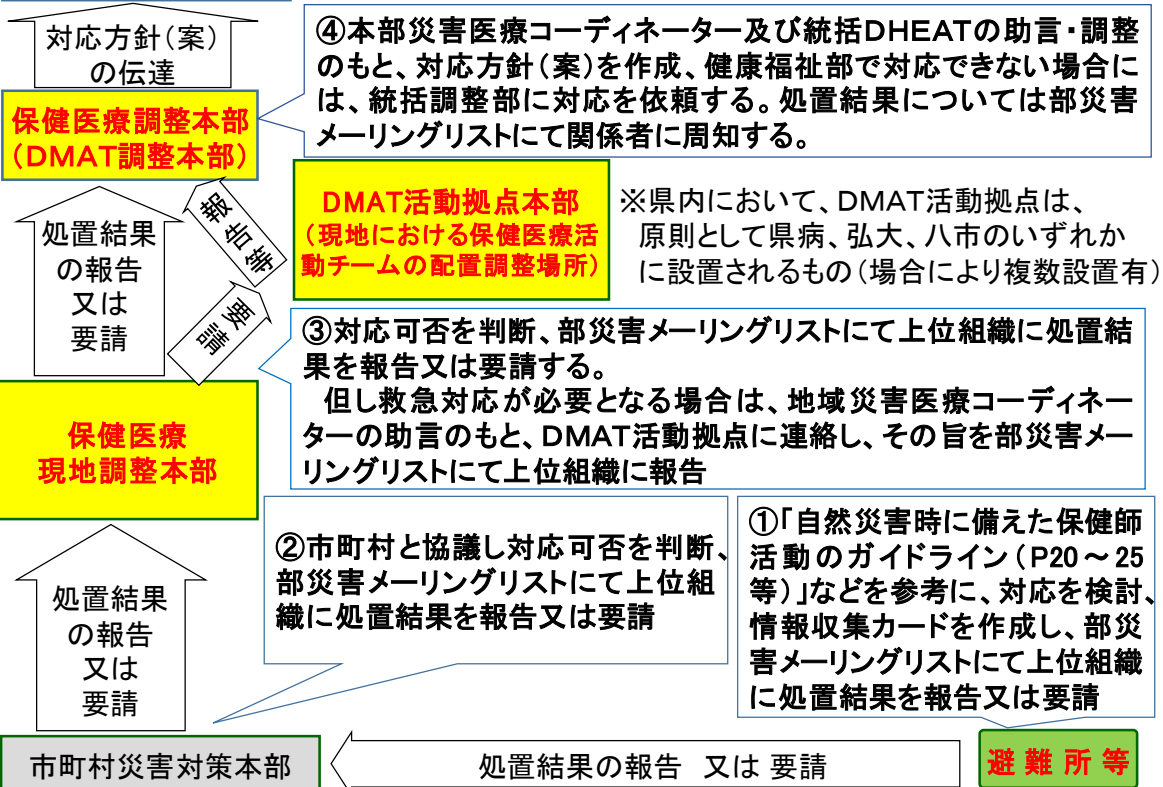 対応方針(案)
の伝達
④本部災害医療コーディネーター及び統括DHEATの助言・調整
のもと、対応方針(案)を作成、健康福祉部で対応できない場合に
は、統括調整部に対応を依頼する。処置結果については部災害
メーリングリストにて関係者に周知する。
保健医療調整本部
(DMAT調整本部)
報告等
DMAT活動拠点本部
(現地における保健医療活
動チームの配置調整場所)
※県内において、DMAT活動拠点は、
原則として県病、弘大、八市のいずれか
に設置されるもの(場合により複数設置有)
処置結果
の報告
又は
要請
要請
③対応可否を判断、部災害メーリングリストにて上位組織に処置結
果を報告又は要請する。
但し救急対応が必要となる場合は、地域災害医療コーディネー
ターの助言のもと、DMAT活動拠点に連絡し、その旨を部災害メー
リングリストにて上位組織に報告
保健医療
現地調整本部
②市町村と協議し対応可否を判断、
部災害メーリングリストにて上位組
織に処置結果を報告又は要請
①「自然災害時に備えた保健師
活動のガイドライン(P20~25
等)」などを参考に、対応を検討、
情報収集カードを作成し、部災
害メーリングリストにて上位組織
に処置結果を報告又は要請
処置結果
の報告
又は
要請
市町村災害対策本部
処置結果の報告 又は 要請
避難所等